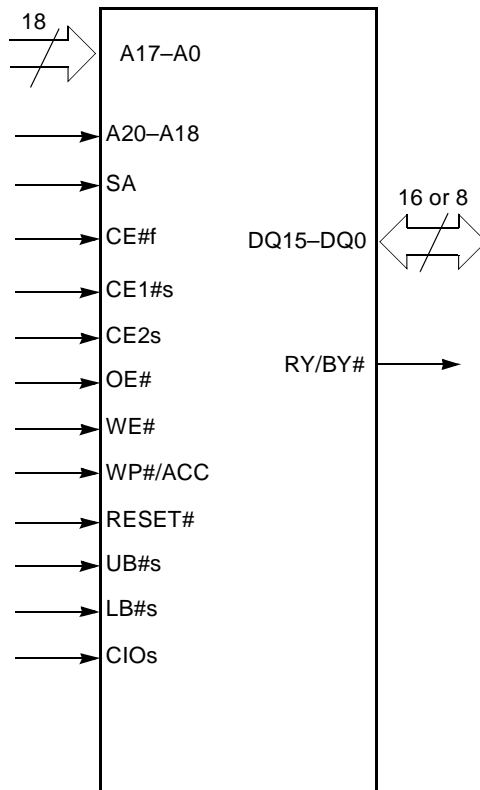 18
A17–A0
A20–A18
SA
CE#f
CE1#s
CE2s
OE#
WE#
WP#/ACC
RESET#
UB#s
LB#s
CIOs
16 or 8
DQ15–DQ0
RY/BY#